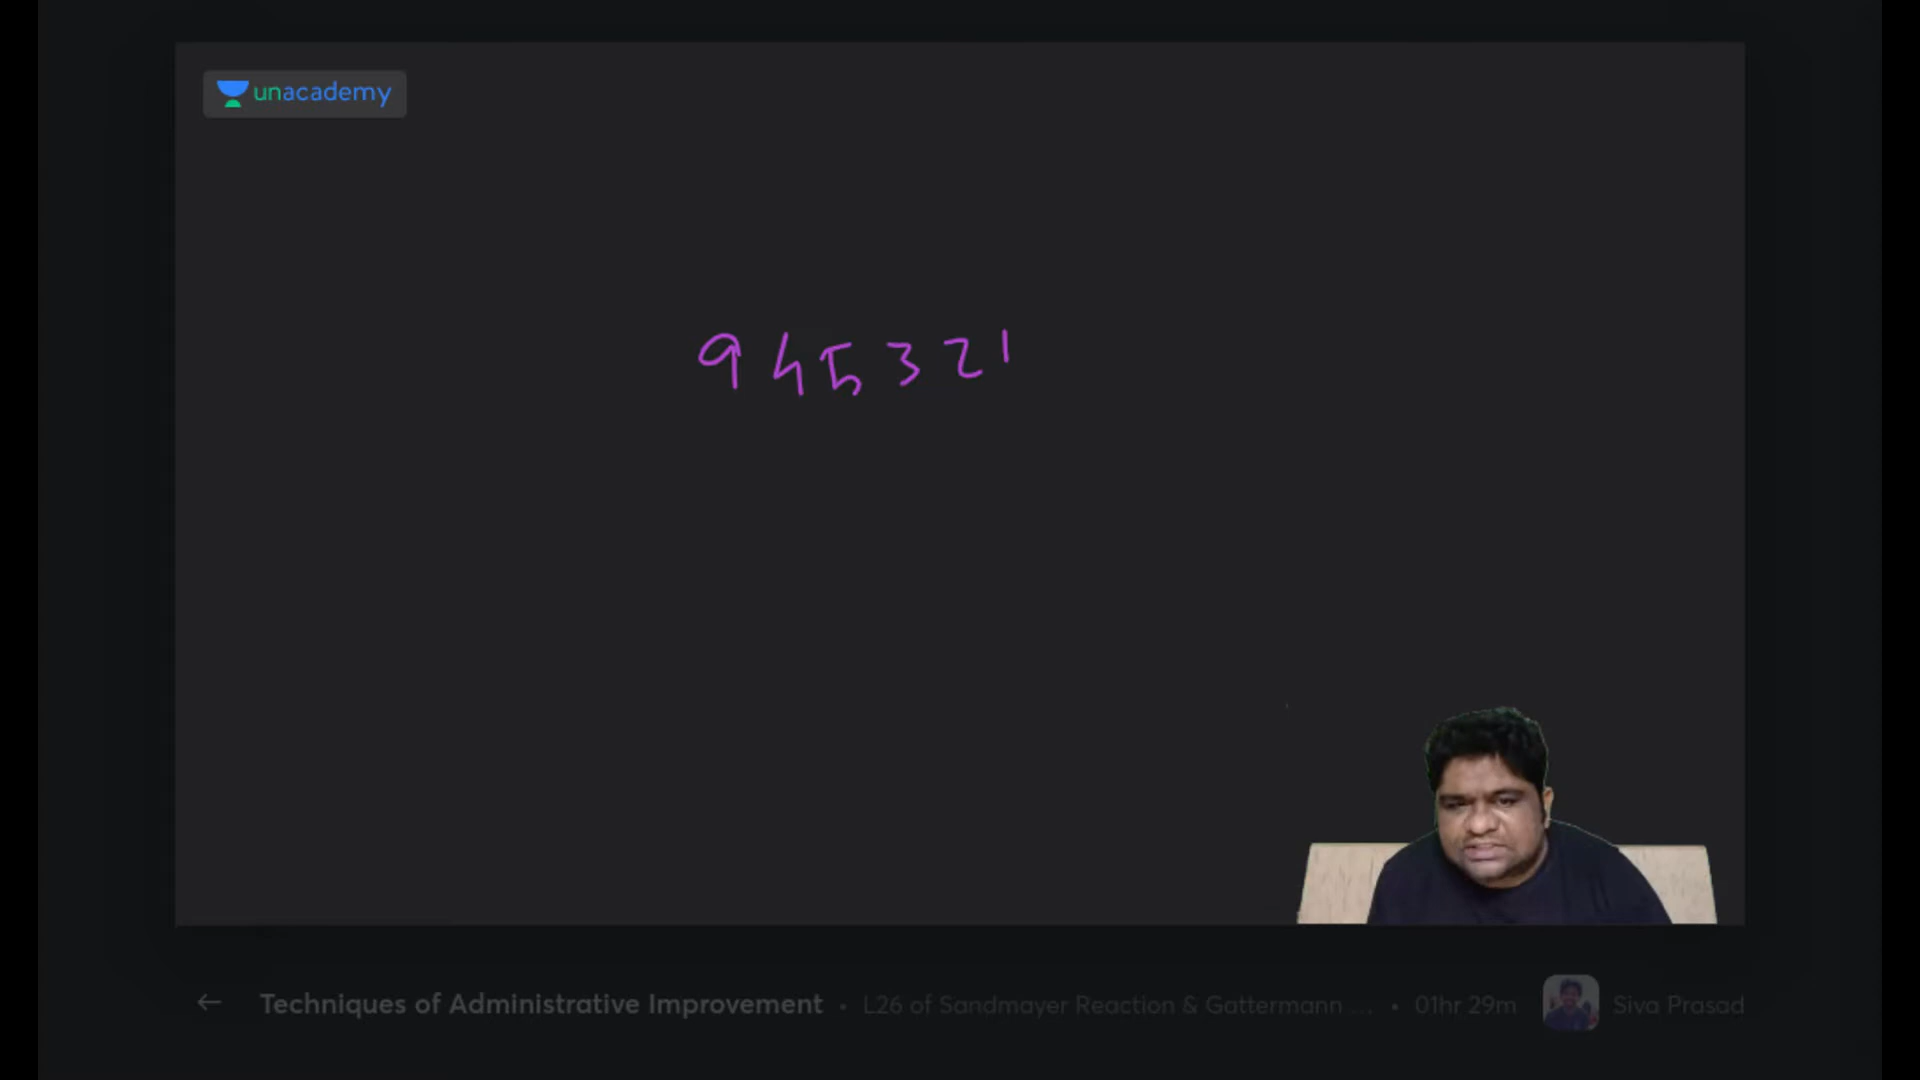 unacademy
945321
← Techniques of Administrative Improvement • L26 of Sandmayer Reaction & Gattermann ... • 01hr 29m Siva Prasad